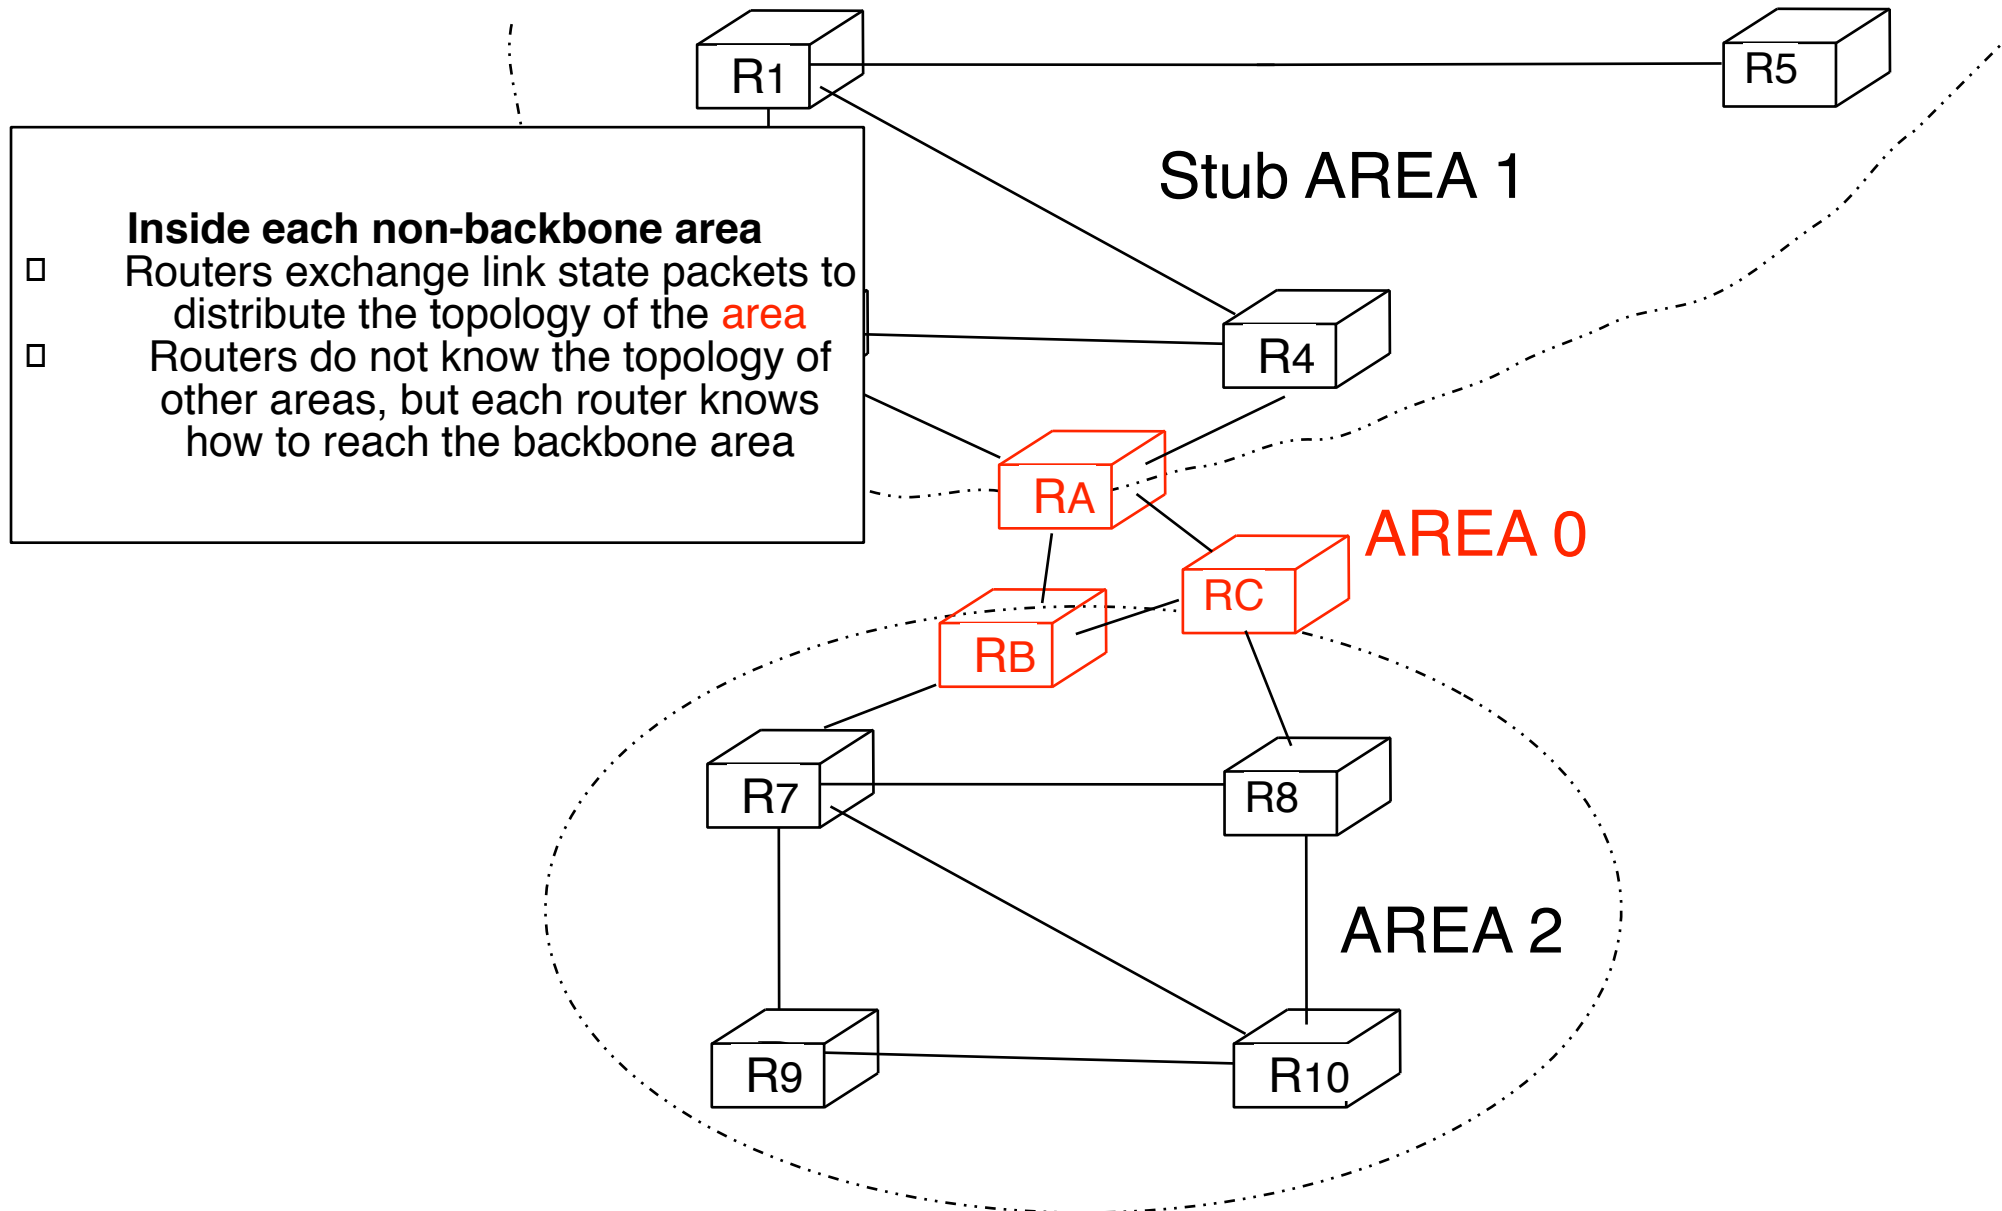 R1
R5
Stub AREA 1
Inside each non-backbone area
Routers exchange link state packets to
distribute the topology of the area
Routers do not know the topology of
other areas, but each router knows
how to reach the backbone area
R4
RA
AREA 0
RC
RB
R7
R8
AREA 2
R9
R10